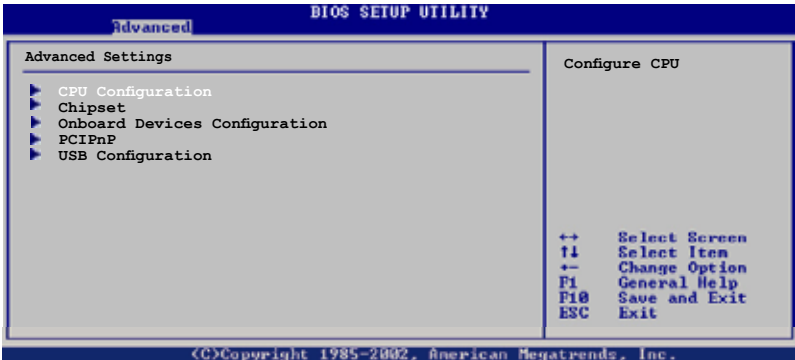 BIOS SETUP UTILITY
Advanced
Advanced Settings
CPU Configuration
Chipset
Onboard Devices Configuration
PCIPnP
USB Configuration
Configure CPU
←→ Select Screen
↑↓ Select Item
+- Change Option
F1 General Help
F10 Save and Exit
ESC Exit
(C)Copyright 1985-2002, American Megatrends, Inc.